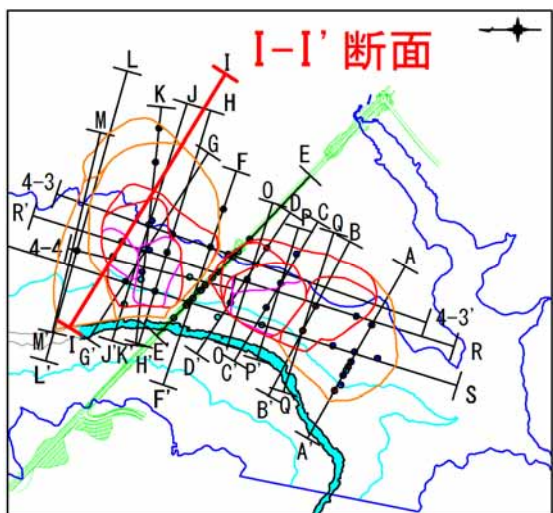 I-I' 断面
L
I
K
J
H
M
G
F
E
4-3
R'
4-4
O
D
P
C
Q
B
A
M'
I'
L'
G'
J'
K'
H'
E'
F'
D'
O'
C'
P'
B'
Q'
A'
4-3'
R
S